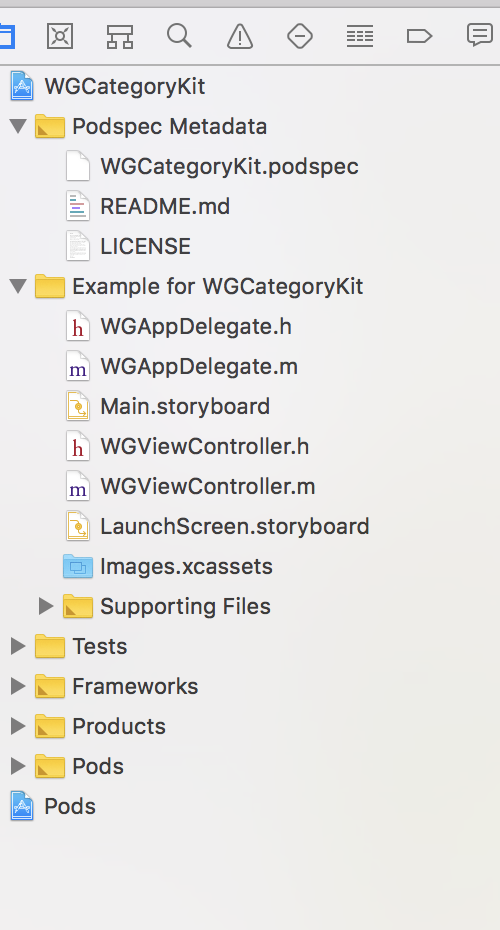 WGCategoryKit
Podspec Metadata
WGCategoryKit.podspec
README.md
LICENSE
Example for WGCategoryKit
h WGAppDelegate.h
m WGAppDelegate.m
Main.storyboard
h WGViewController.h
m WGViewController.m
LaunchScreen.storyboard
Images.xcassets
Supporting Files
Tests
Frameworks
Products
Pods
Pods